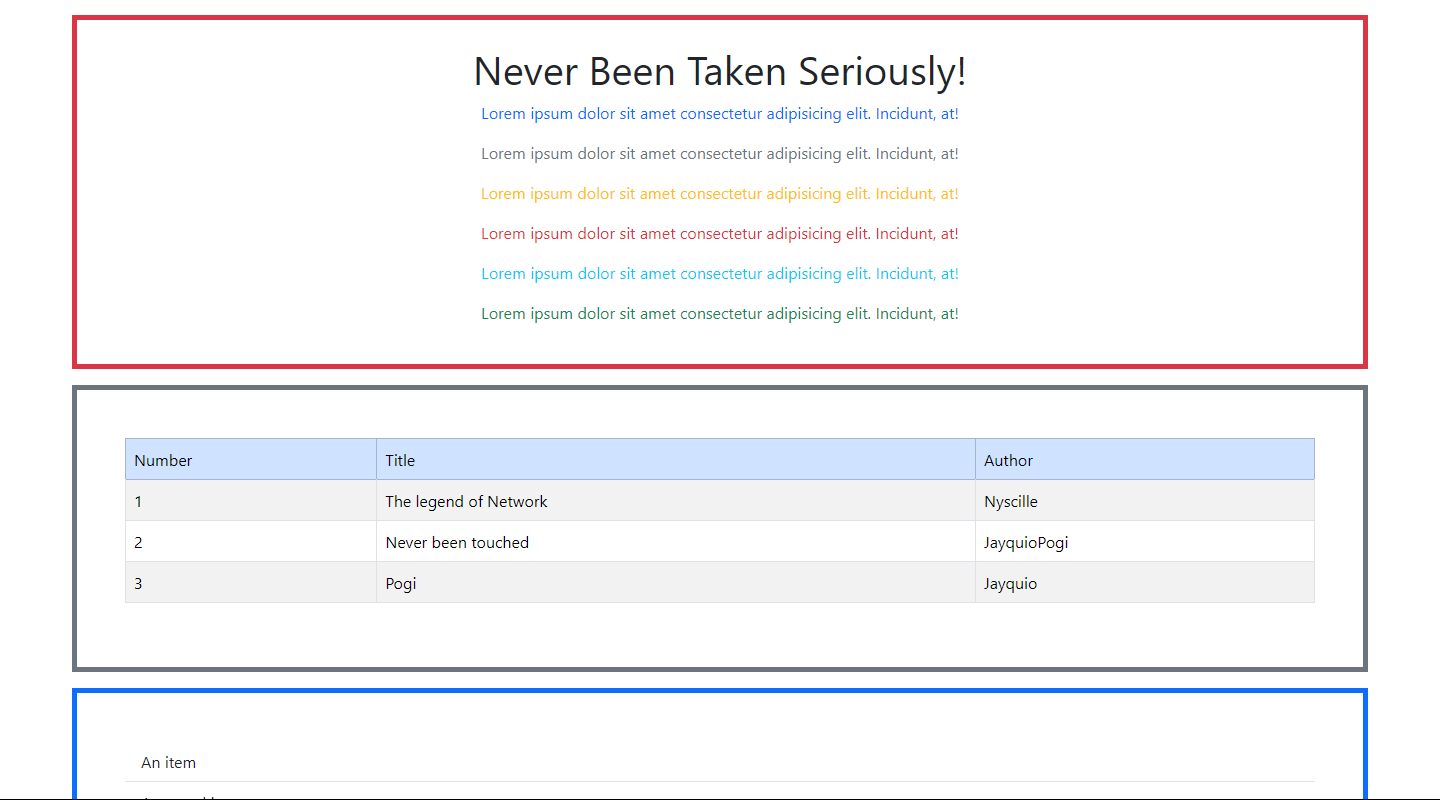 Never Been Taken Seriously!
Lorem ipsum dolor sit amet consectetur adipisicing elit. Incidunt, at!
Lorem ipsum dolor sit amet consectetur adipisicing elit. Incidunt, at!
Lorem ipsum dolor sit amet consectetur adipisicing elit. Incidunt, at!
Lorem ipsum dolor sit amet consectetur adipisicing elit. Incidunt, at!
Lorem ipsum dolor sit amet consectetur adipisicing elit. Incidunt, at!
Lorem ipsum dolor sit amet consectetur adipisicing elit. Incidunt, at!
Number Title Author
1 The legend of Network Nyscille
2 Never been touched JayquioPogi
3 Pogi Jayquio
An item